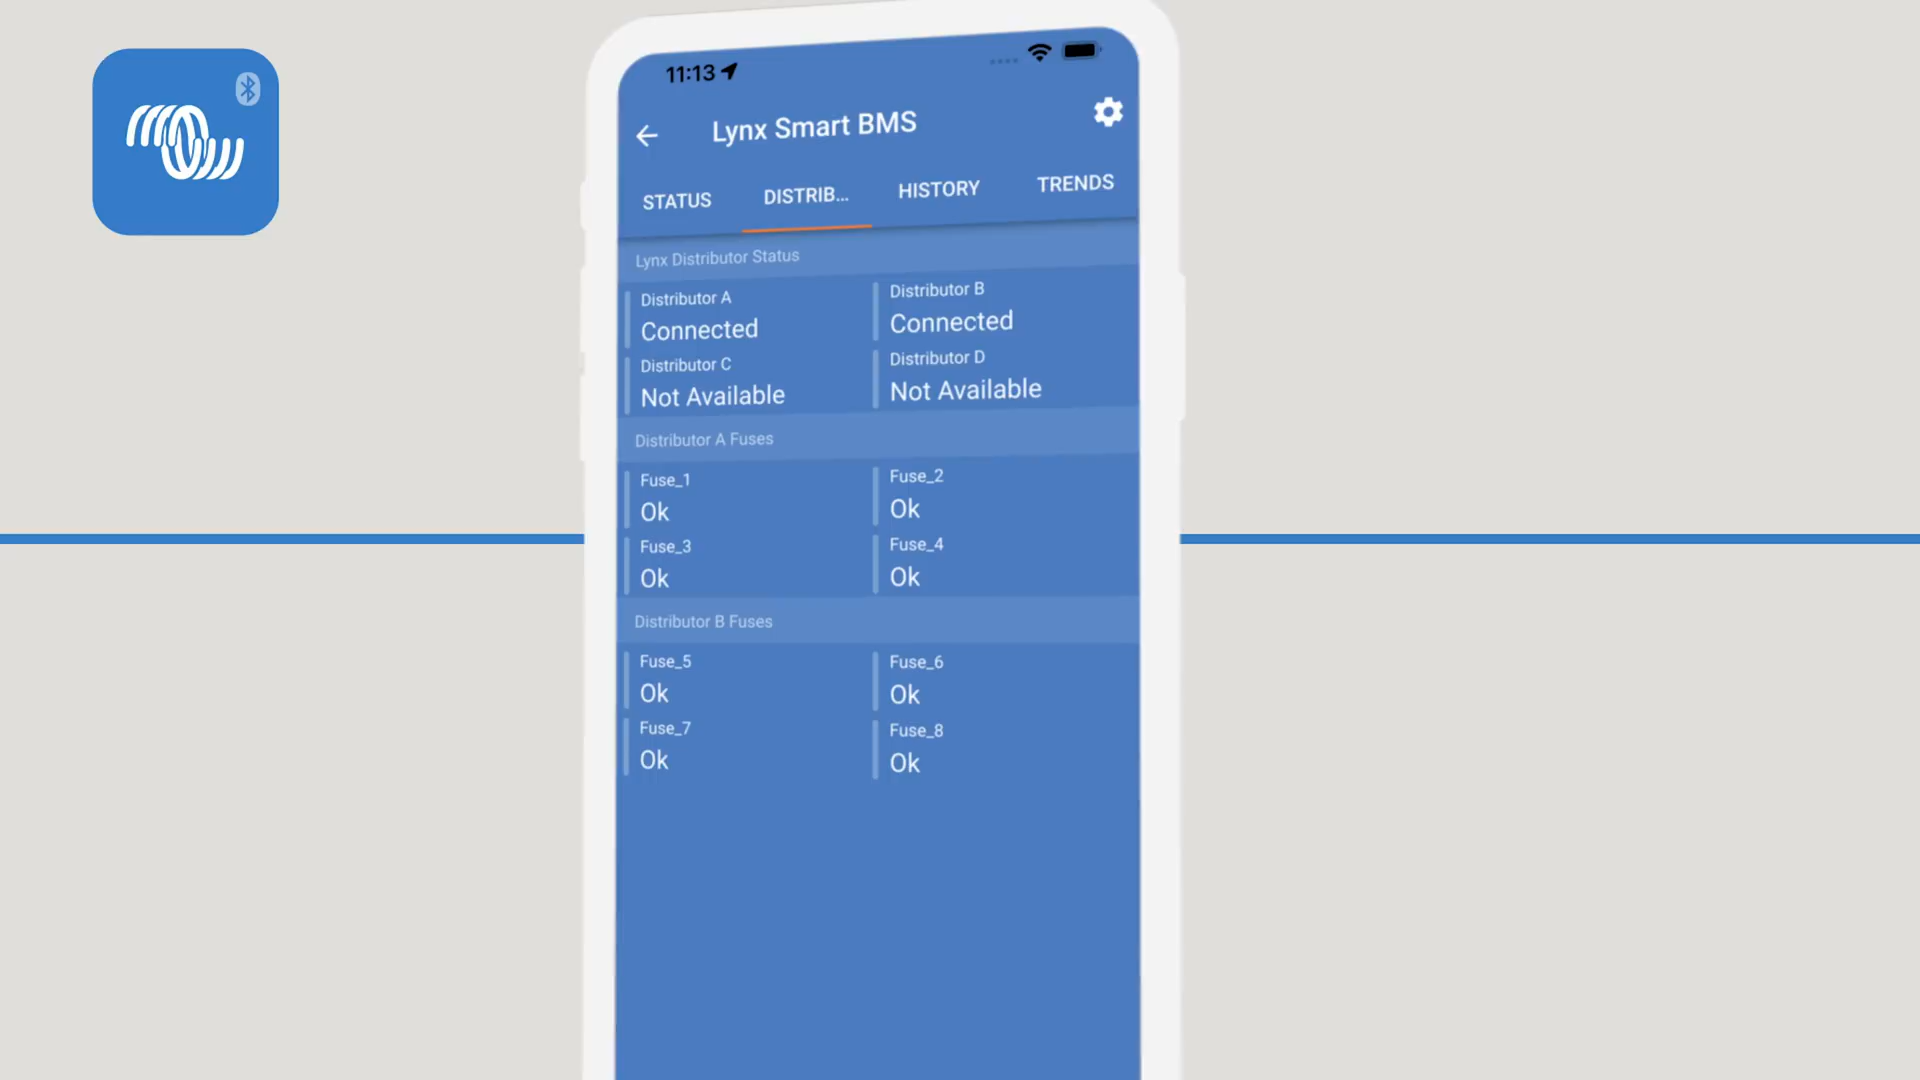 11:13
Lynx Smart BMS
STATUS DISTRIB... HISTORY TRENDS
Lynx Distributor Status
Distributor A Distributor B
Connected Connected
Distributor C Distributor D
Not Available Not Available
Distributor A Fuses
Fuse_1 Fuse_2
Ok Ok
Fuse_3 Fuse_4
Ok Ok
Distributor B Fuses
Fuse_5 Fuse_6
Ok Ok
Fuse_7 Fuse_8
Ok Ok